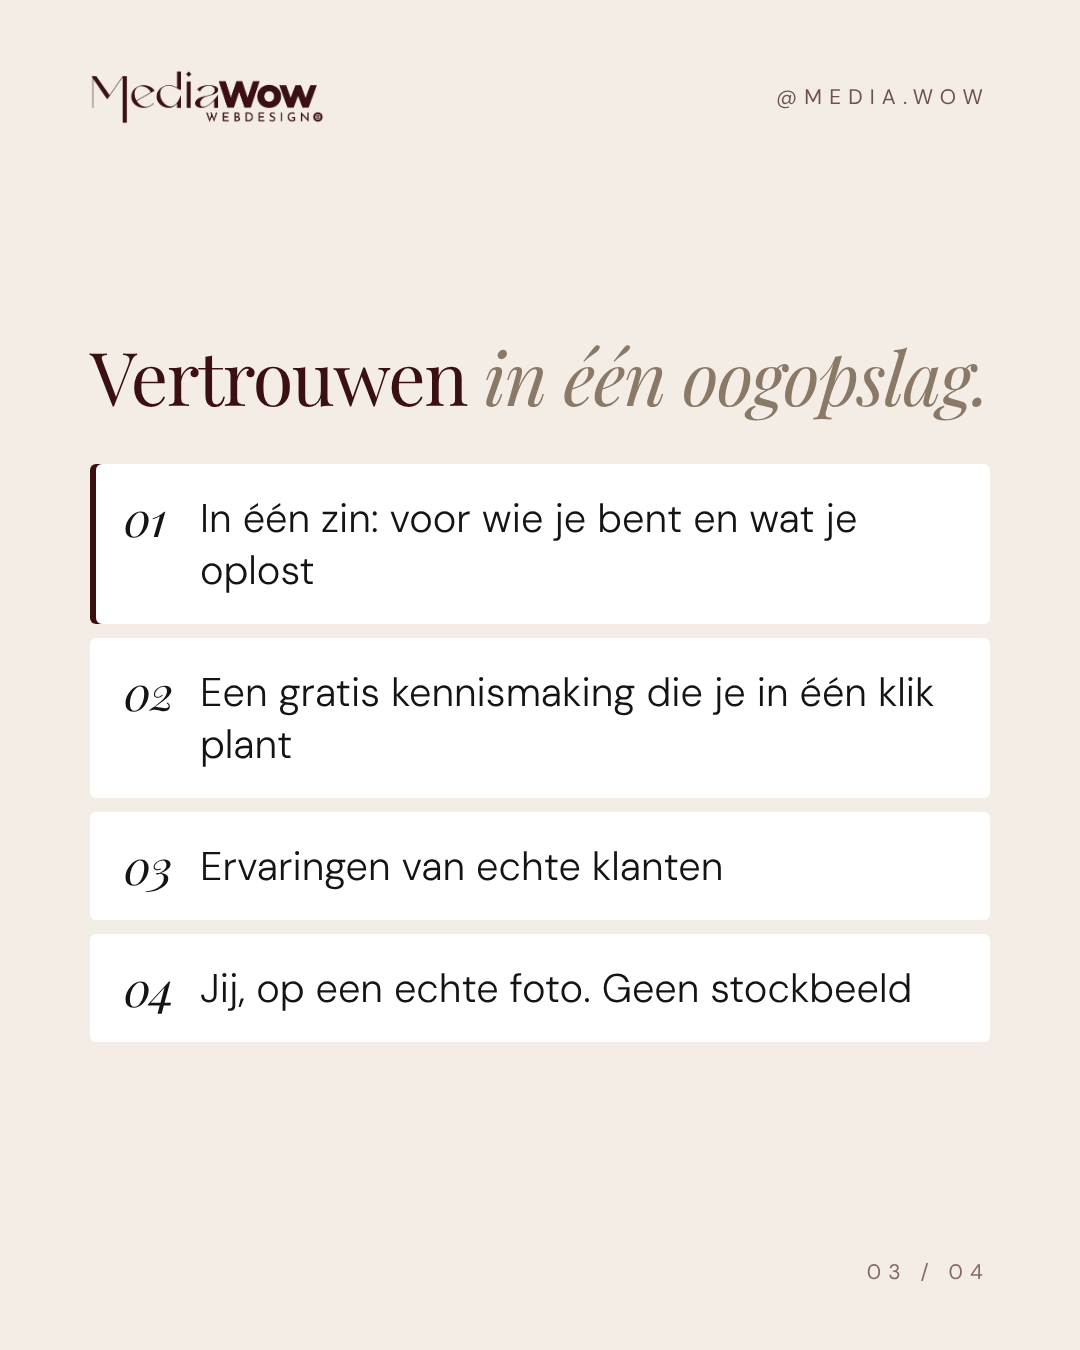 MediaWow
WEBDESIGN
@MEDIA.WOW
Vertrouwen in één oogopslag.
01 In één zin: voor wie je bent en wat je
oplost
02 Een gratis kennismaking die je in één klik
plant
03 Ervaringen van echte klanten
04 Jij, op een echte foto. Geen stockbeeld
03 / 04